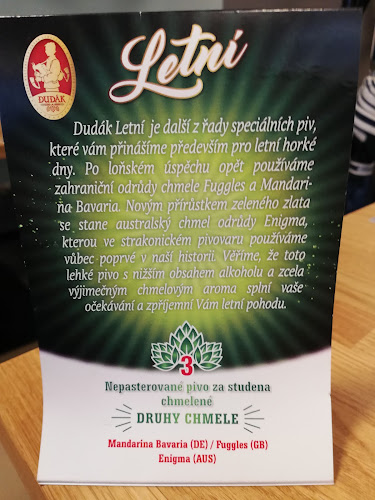 Letní
DUDÁK
Dudák Letní je další z řady speciálních piv,
které vám přinášíme především pro letní horké
dny. Po loňském úspěchu opět používáme
zahraniční odrůdy chmele Fuggles a Mandari-
na Bavaria. Novým přírůstkem zeleného zlata
se stane australský chmel odrůdy Enigma,
kterou ve strakonickém pivovaru používáme
vůbec poprvé v naší historii. Věříme, že toto
lehké pivo s nižším obsahem alkoholu a zcela
výjimečným chmelovým aroma splní vaše
očekávání a zpříjemní Vám letní pohodu.
3
Nepasterované pivo za studena
chmelené
DRUHY CHMELE
Mandarina Bavaria (DE) / Fuggles (GB)
Enigma (AUS)